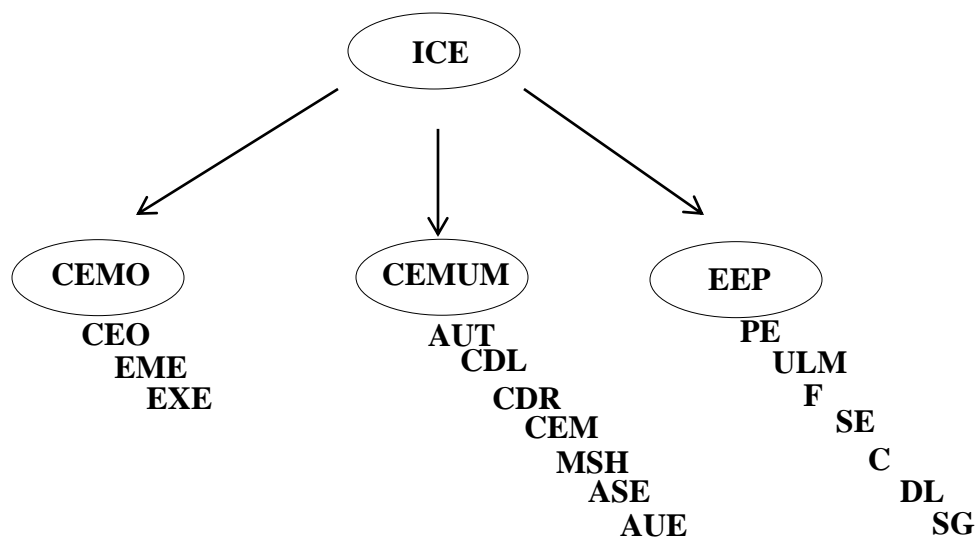 ICE
CEMO
CEMUM
EEP
CEO
EME
EXE
AUT
CDL
CDR
CEM
MSH
ASE
AUE
PE
ULM
F
SE
C
DL
SG